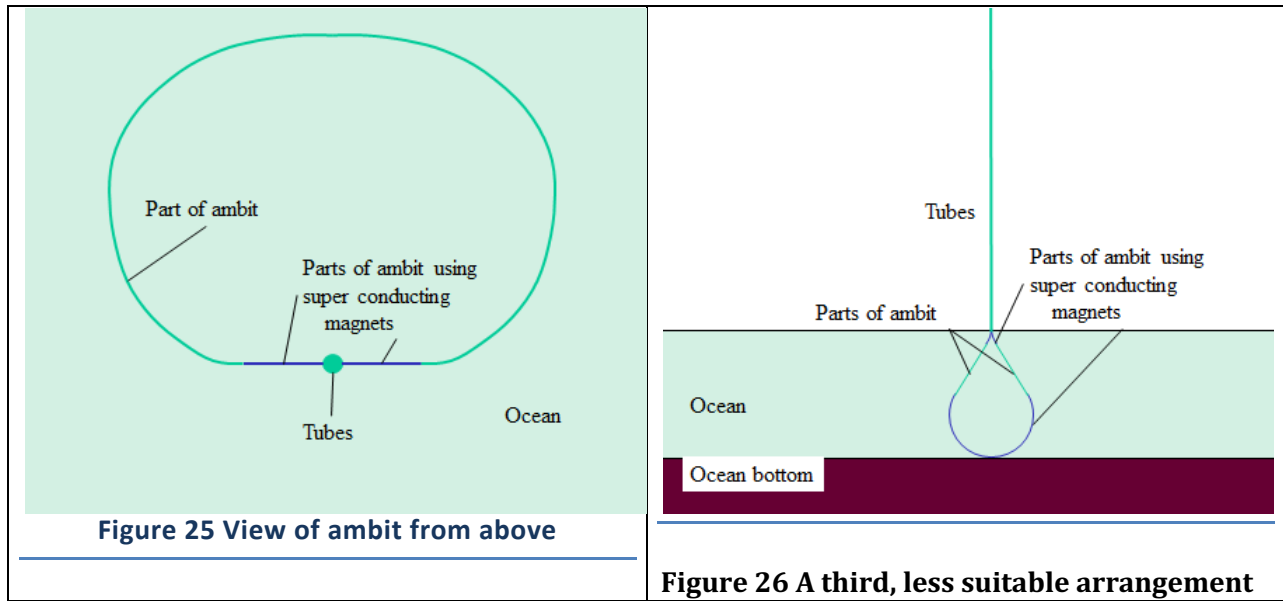 Part of ambit
Parts of ambit using
super conducting
magnets
Tubes
Ocean
Figure 25 View of ambit from above
Tubes
Parts of ambit using
super conducting
magnets
Parts of ambit
Ocean
Ocean bottom
Figure 26 A third, less suitable arrangement